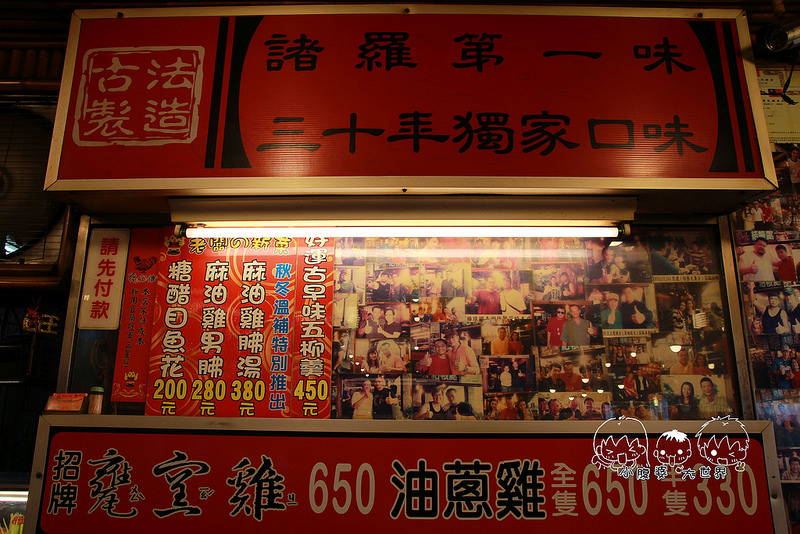 古法
製造
諸羅第一味
三十年獨家口味
請先付款
老闆の新菜
糖醋目魚花
200元
麻油雞男腰
280元
麻油雞腰湯
380元
秋冬溫補特別推出
好運古早味五柳羹
450元
招牌 甕窯雞 650 油蔥雞 全隻650 半隻330
小腹婆大世界